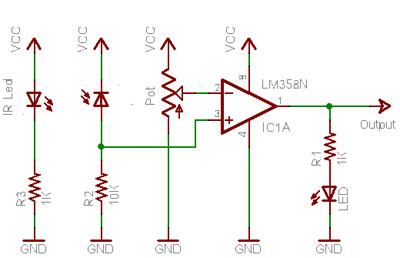 VCC
VCC
VCC
VCC
IR Led
Pot
LM358N
2
3
8
1
4
IC1A
Output
R3
1K
R2
10K
R1
1K
LED
GND
GND
GND
GND
GND